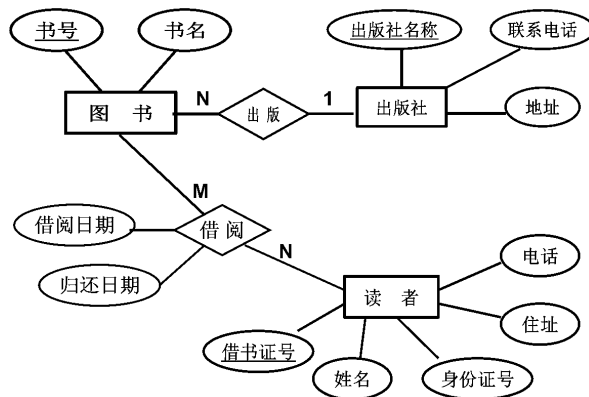 书号
书名
出版社名称
联系电话
图 书
N
出版
1
出版社
地址
M
借阅日期
借 阅
归还日期
N
电话
读 者
借书证号
住址
姓名
身份证号